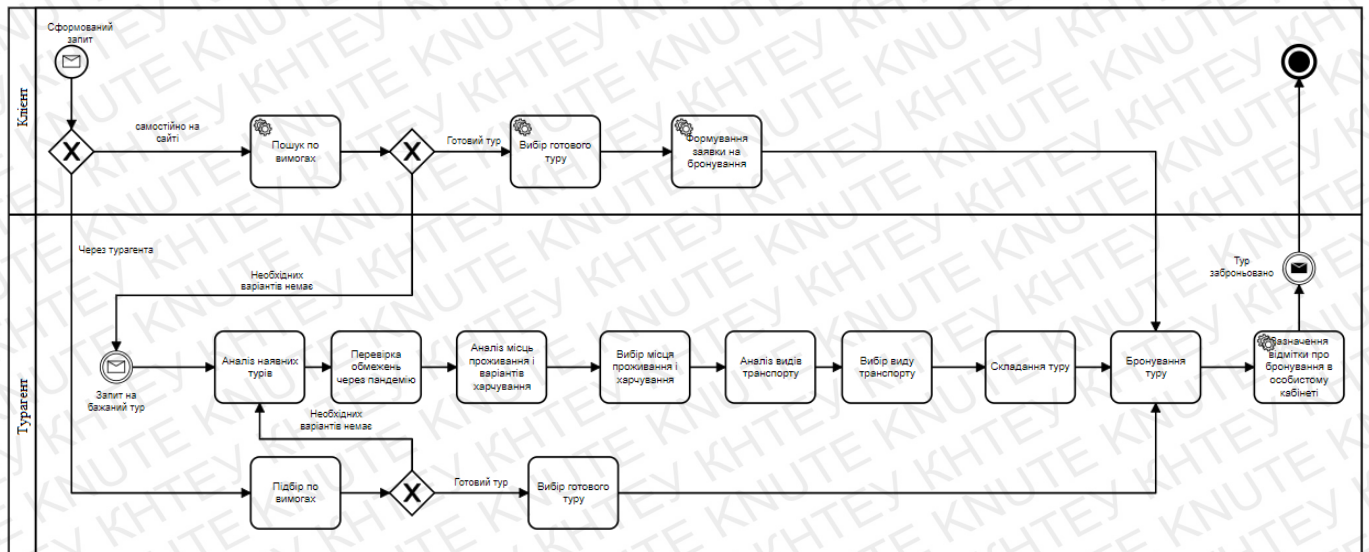 Клієнт
Сформований
запит
самостійно на
сайті
Пошук по
вимогах
Готовий тур
Вибір готового
туру
Формування
заявки на
бронювання
Турагент
Через турагента
Необхідних
варіантів немає
Запит на
бажаний тур
Аналіз наявних
турів
Перевірка
обмежень
через пандемію
Аналіз місць
проживання і
варіантів
харчування
Вибір місця
проживання і
харчування
Аналіз видів
транспорту
Вибір виду
транспорту
Складання туру
Бронування
туру
Зазначення
відмітки про
бронування в
особистому
кабінеті
Тур
заброньовано
Необхідних
варіантів немає
Підбір по
вимогах
Готовий тур
Вибір готового
туру
KNUTE КНТЕУ